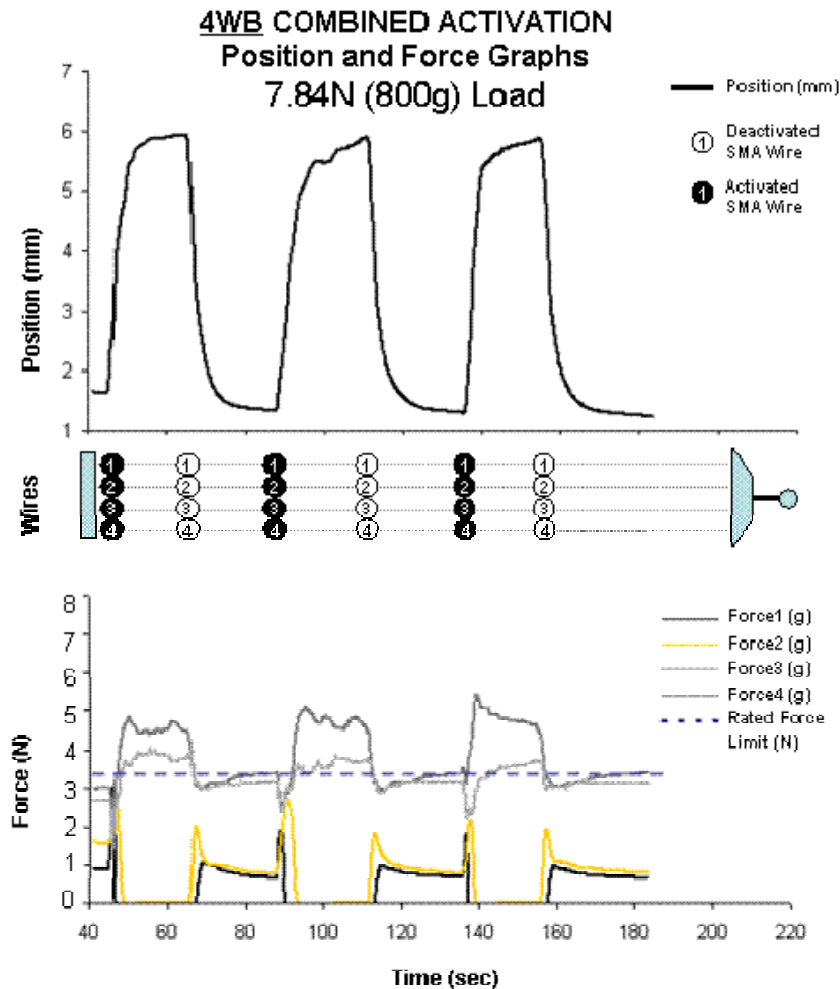 4WB COMBINED ACTIVATION
Position and Force Graphs
7.84N (800g) Load
Position (mm)
1 Deactivated
SMA Wire
1 Activated
SMA Wire
Position (mm)
7
6
5
4
3
2
1
Wires
1 1 1 1 1 1
2 2 2 2 2 2
3 3 3 3 3 3
4 4 4 4 4 4
Force (N)
8
7
6
5
4
3
2
1
0
Force1 (g)
Force2 (g)
Force3 (g)
Force4 (g)
Rated Force
Limit (N)
40 60 80 100 120 140 160 180 200 220
Time (sec)